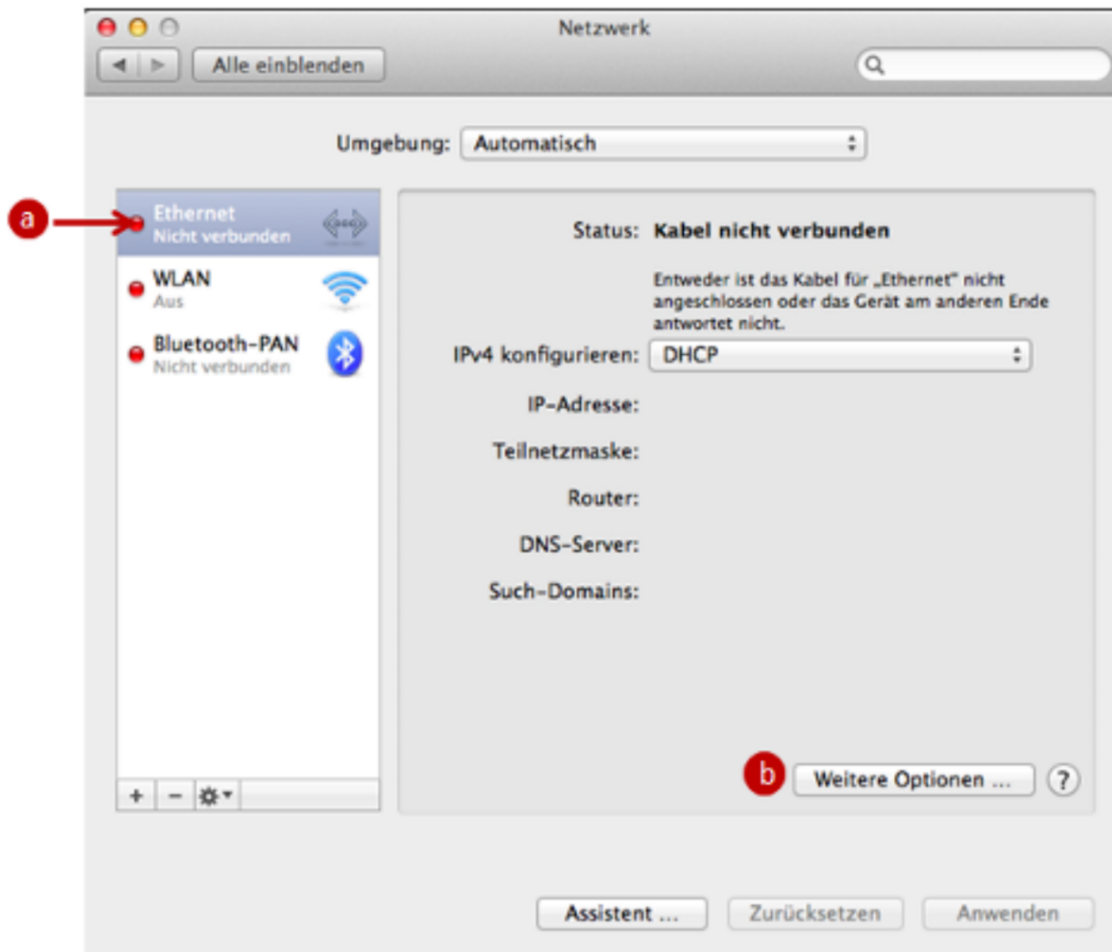 Netzwerk
Alle einblenden
Umgebung: Automatisch
a
Ethernet
Nicht verbunden
WLAN
Aus
Bluetooth-PAN
Nicht verbunden
Status: Kabel nicht verbunden
Entweder ist das Kabel für „Ethernet" nicht
angeschlossen oder das Gerät am anderen Ende
antwortet nicht.
IPv4 konfigurieren: DHCP
IP-Adresse:
Teilnetzmaske:
Router:
DNS-Server:
Such-Domains:
b Weitere Optionen ... ?
Assistent ... Zurücksetzen Anwenden